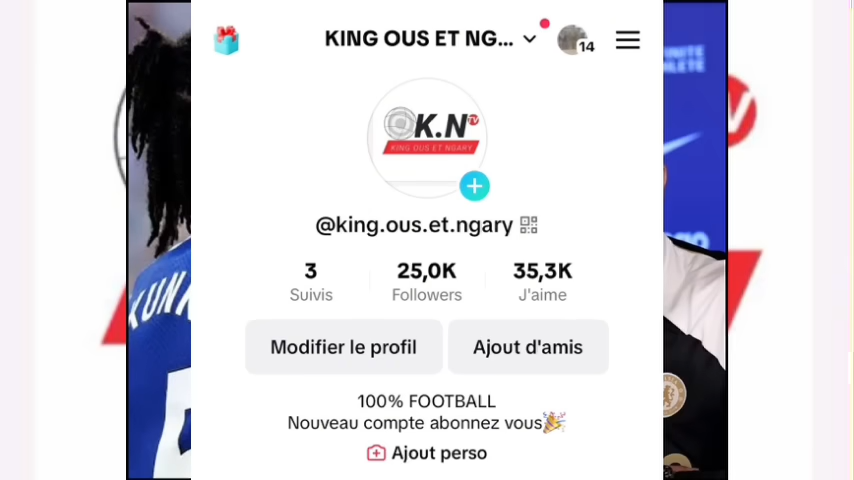 KING OUS ET NG...
14
K.N TV
KING OUS ET NGARY
@king.ous.et.ngary
3
25,0K
35,3K
Suivis
Followers
J'aime
Modifier le profil
Ajout d'amis
100% FOOTBALL
Nouveau compte abonnez vous🎉
Ajout perso